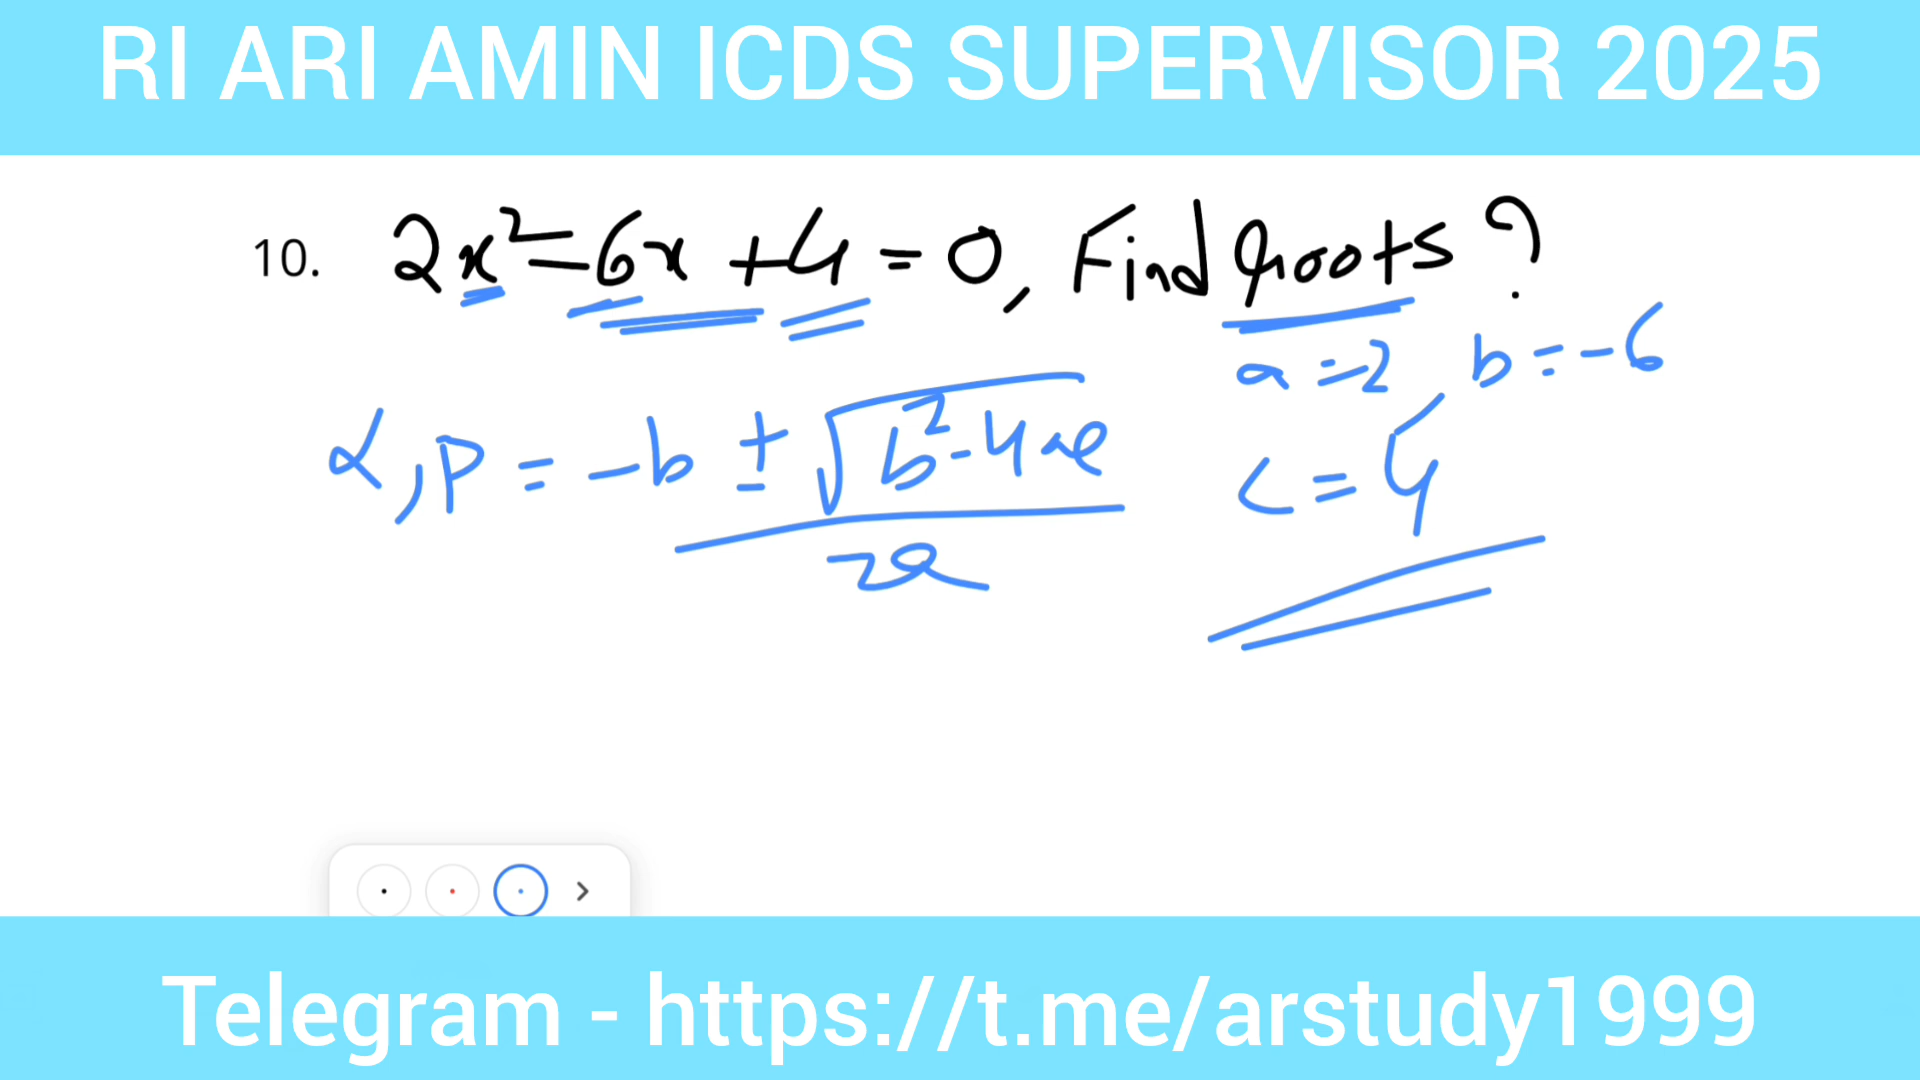 RI ARI AMIN ICDS SUPERVISOR 2025
10. 2x²-6x+4=0, Find roots?
a=2, b=-6
α,β = -b ± √b²-4ac
c=4
2a
Telegram - https://t.me/arstudy1999